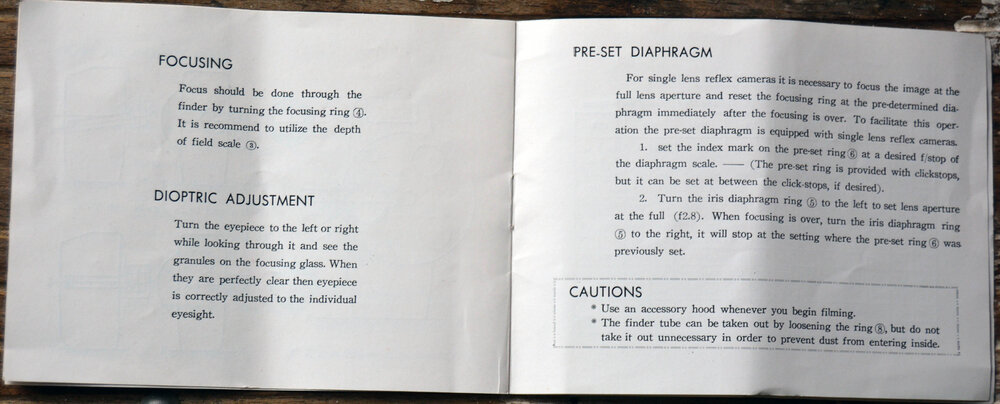 FOCUSING
Focus should be done through the
finder by turning the focusing ring ④.
It is recommend to utilize the depth
of field scale ③.
DIOPTRIC ADJUSTMENT
Turn the eyepiece to the left or right
while looking through it and see the
granules on the focusing glass. When
they are perfectly clear then eyepiece
is correctly adjusted to the individual
eyesight.
PRE-SET DIAPHRAGM
For single lens reflex cameras it is necessary to focus the image at the
full lens aperture and reset the focusing ring at the pre-determined dia-
phragm immediately after the focusing is over. To facilitate this oper-
ation the pre-set diaphragm is equipped with single lens reflex cameras.
1. set the index mark on the pre-set ring ⑥ at a desired f/stop of
the diaphragm scale. —— (The pre-set ring is provided with clickstops,
but it can be set at between the click-stops, if desired).
2. Turn the iris diaphragm ring ⑤ to the left to set lens aperture
at the full (f2.8). When focusing is over, turn the iris diaphragm ring
⑤ to the right, it will stop at the setting where the pre-set ring ⑥ was
previously set.
CAUTIONS
* Use an accessory hood whenever you begin filming.
* The finder tube can be taken out by loosening the ring ⑧, but do not
take it out unnecessary in order to prevent dust from entering inside.